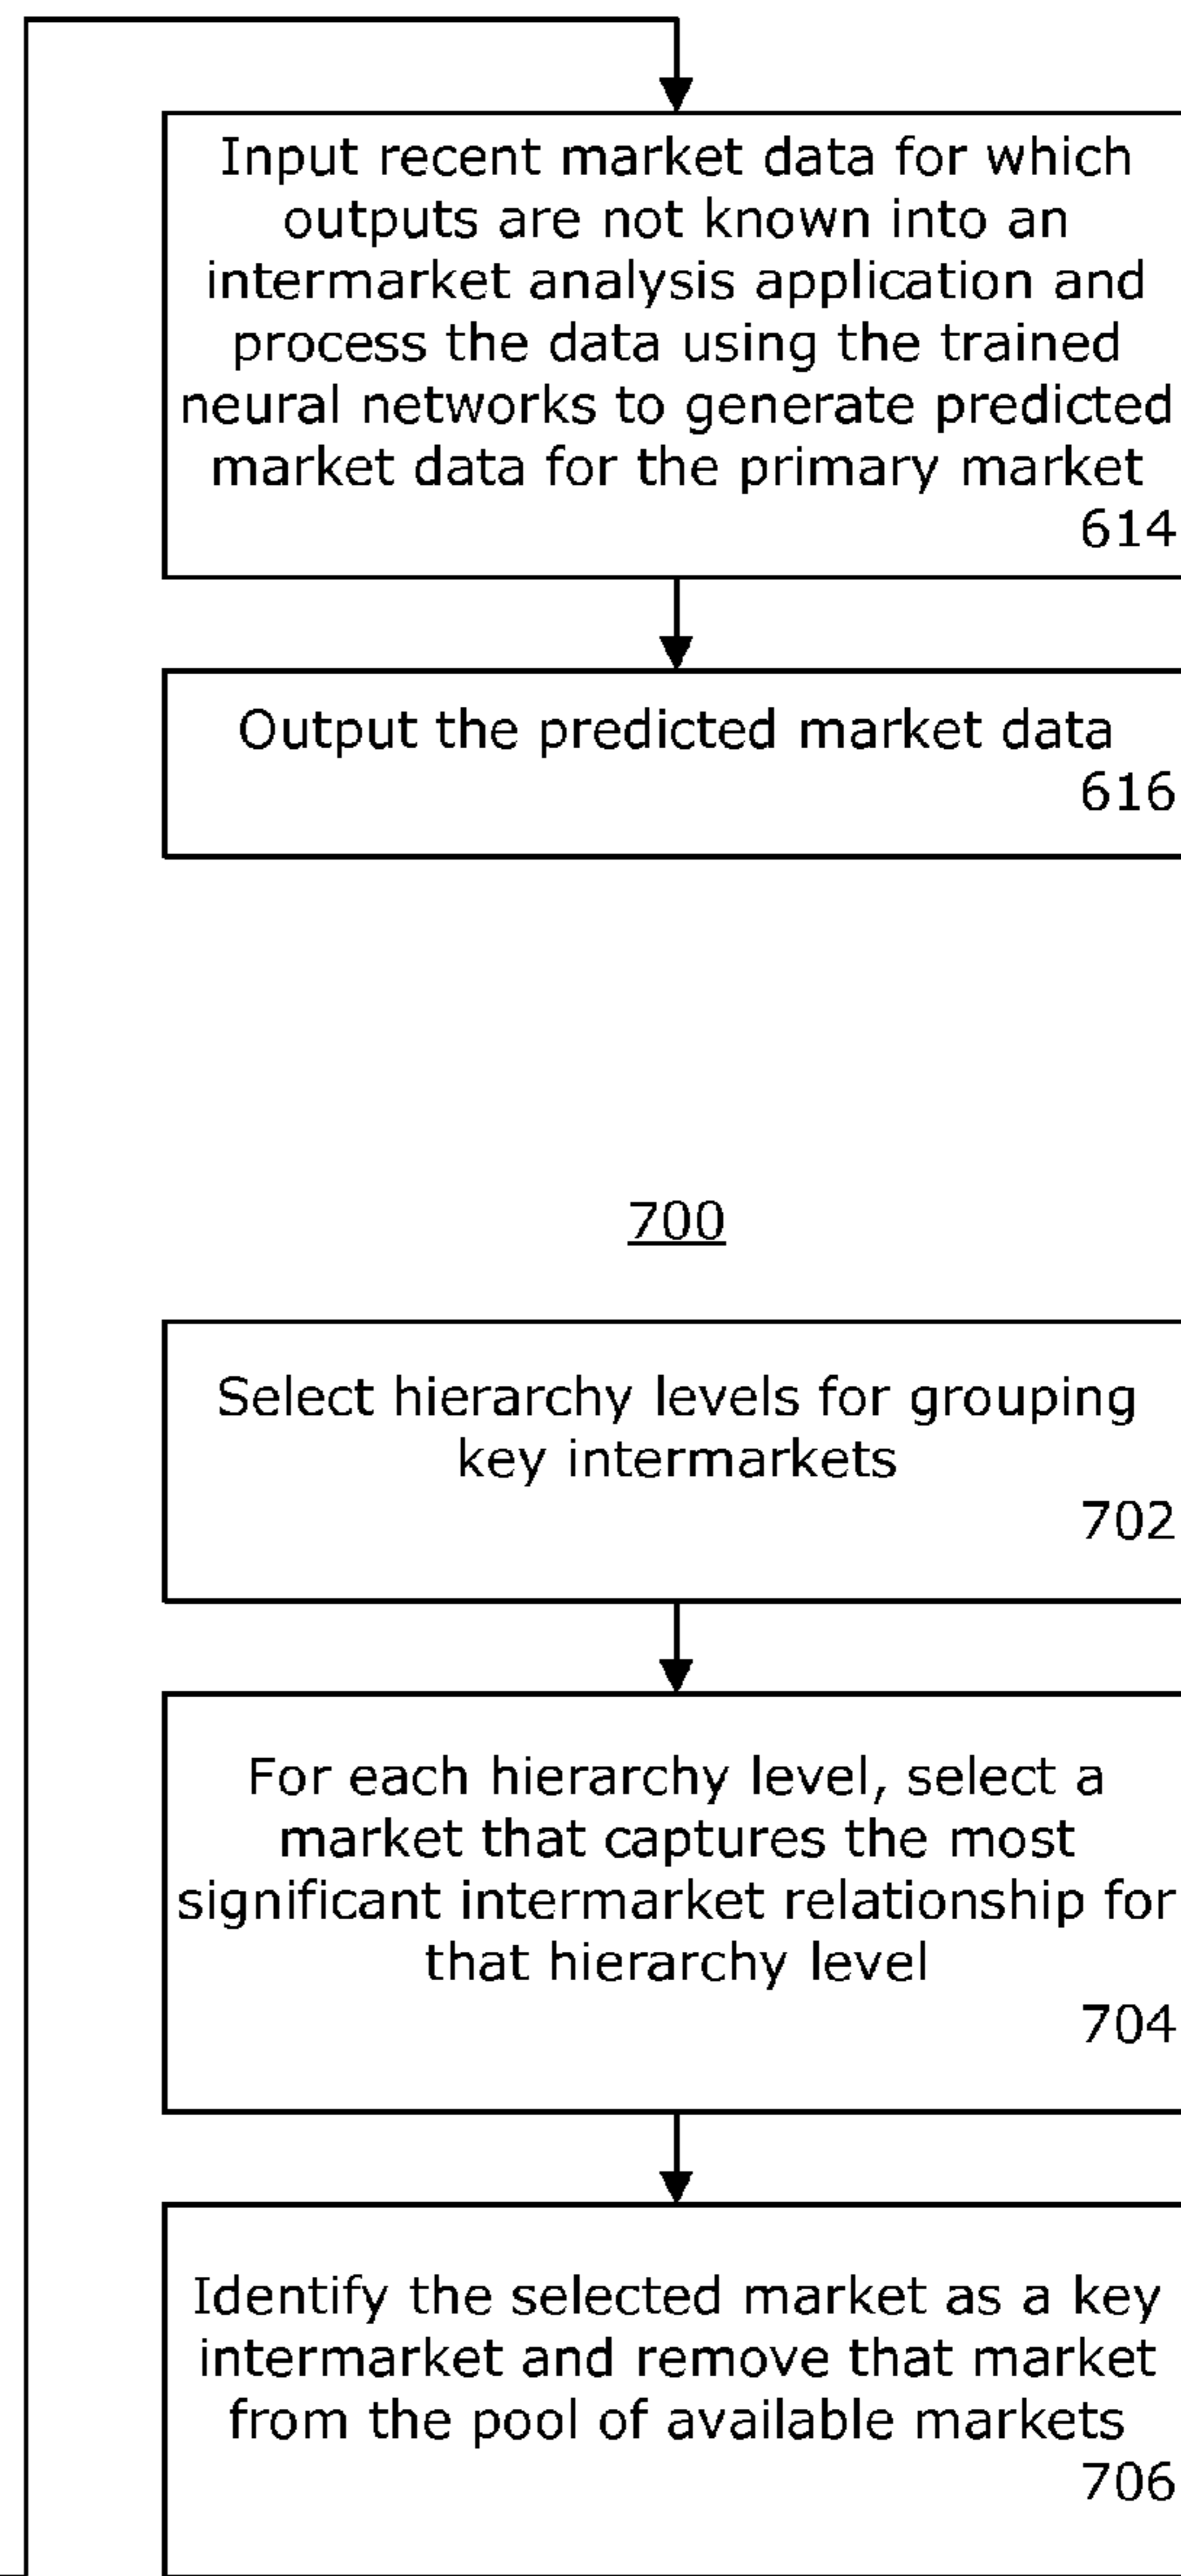 Input recent market data for which
outputs are not known into an
intermarket analysis application and
process the data using the trained
neural networks to generate predicted
market data for the primary market
614
Output the predicted market data
616
700
Select hierarchy levels for grouping
key intermarkets
702
For each hierarchy level, select a
market that captures the most
significant intermarket relationship for
that hierarchy level
704
Identify the selected market as a key
intermarket and remove that market
from the pool of available markets
706